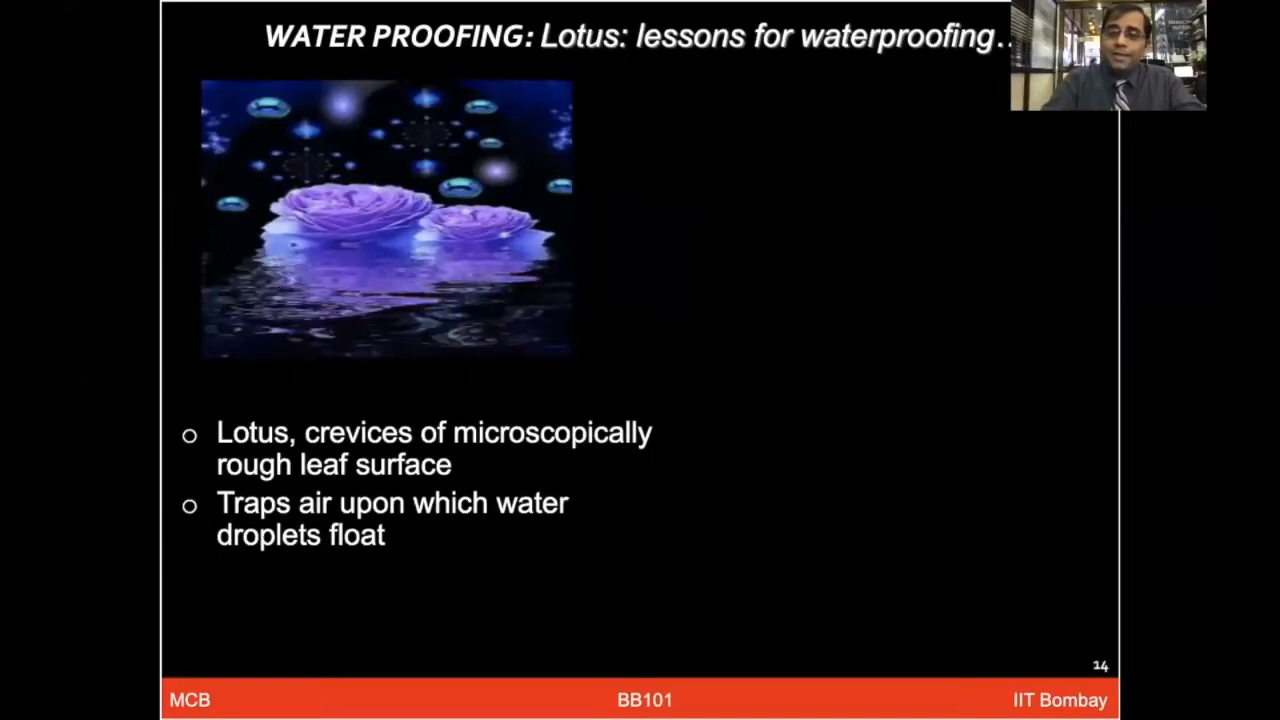 WATER PROOFING: Lotus: lessons for waterproofing..
Lotus, crevices of microscopically
rough leaf surface
Traps air upon which water
droplets float
14
MCB BB101 IIT Bombay